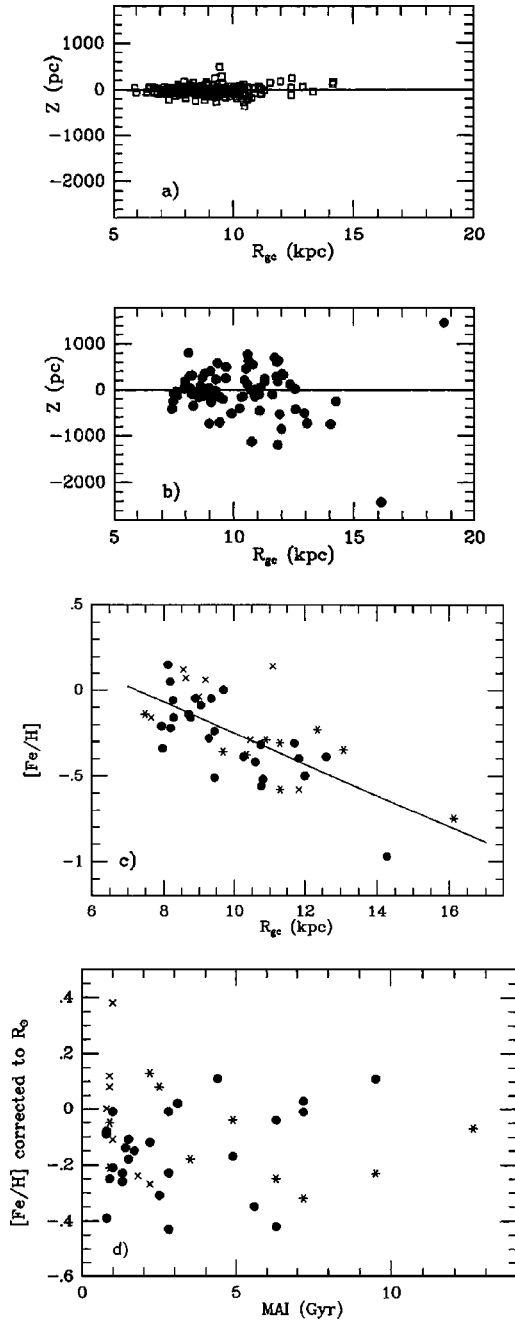 1000
0
-1000
-2000
Z (pc)
a)
5
10
15
20
R_gc (kpc)
1000
0
-1000
-2000
Z (pc)
b)
5
10
15
20
R_gc (kpc)
.5
0
-.5
-1
[Fe/H]
c)
6
8
10
12
14
16
R_gc (kpc)
.4
.2
0
-.2
-.4
-.6
[Fe/H] corrected to R⊙
d)
0
5
10
MAI (Gyr)